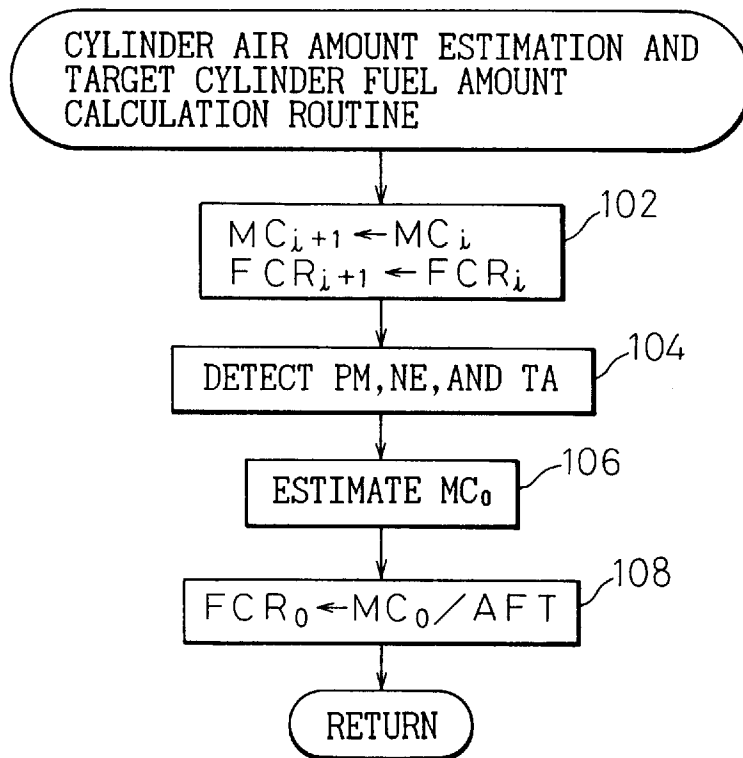 CYLINDER AIR AMOUNT ESTIMATION AND
TARGET CYLINDER FUEL AMOUNT
CALCULATION ROUTINE
102
MCi+1 ← MCi
FCRi+1 ← FCRi
104
DETECT PM,NE,AND TA
106
ESTIMATE MC0
108
FCR0←MC0/AFT
RETURN